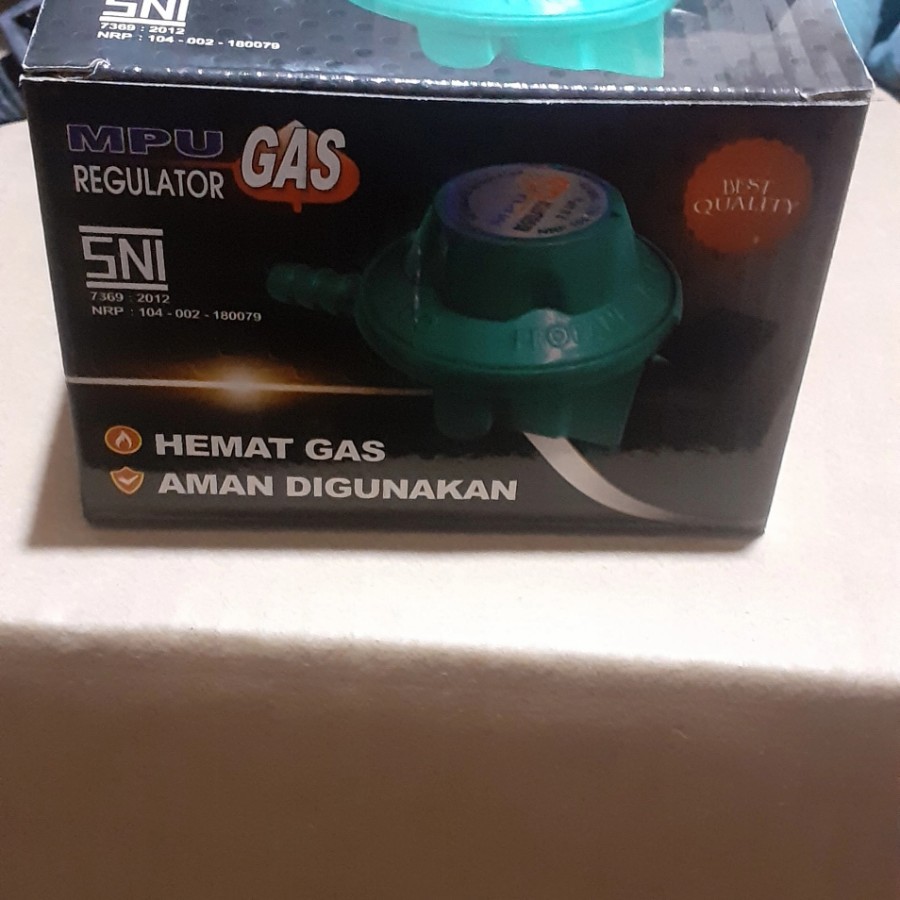 SNI
7369 : 2012
NRP : 104 - 002 - 180079
MPU
REGULATOR GAS
BEST
QUALITY
SNI
7369 : 2012
NRP : 104 - 002 - 180079
HEMAT GAS
AMAN DIGUNAKAN